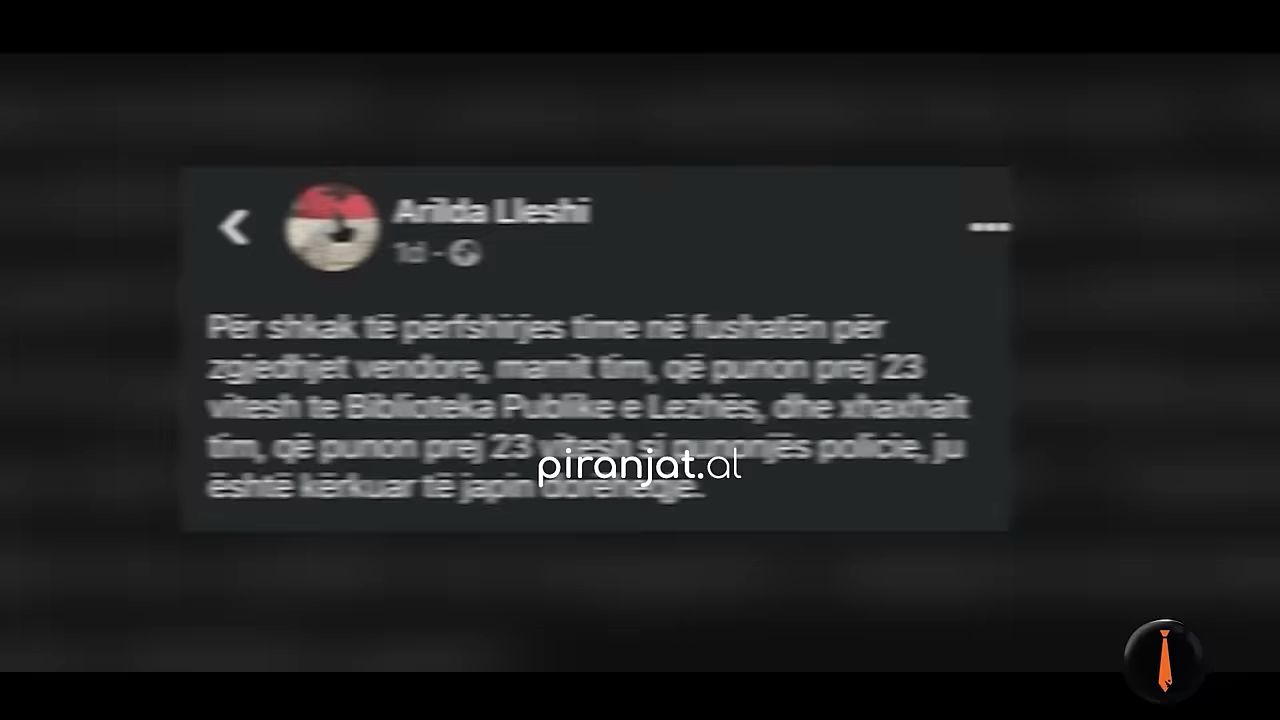 Arilda Lleshi
1d
Për shkak të përfshirjes time në fushatën për
zgjedhjet vendore, mamit tim, që punon prej 23
vitesh te Biblioteka Publike e Lezhës, dhe xhaxhait
tim, që punon prej 23 vitesh si punonjës policie, ju
është kërkuar të japin dorëheqje.
piranjat.al